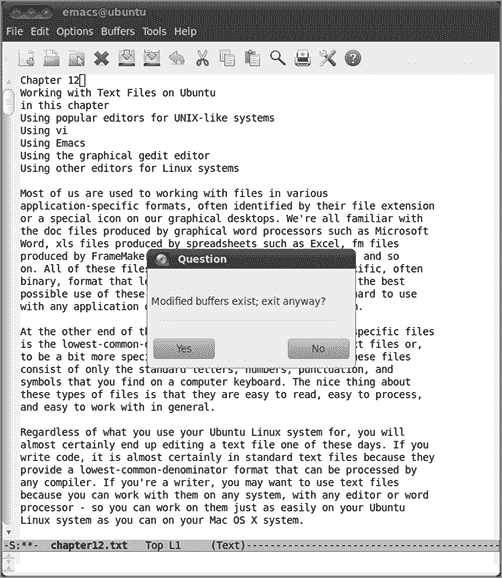 emacs@ubuntu
File Edit Options Buffers Tools Help
Chapter 12
Working with Text Files on Ubuntu
in this chapter
Using popular editors for UNIX-like systems
Using vi
Using Emacs
Using the graphical gedit editor
Using other editors for Linux systems
Most of us are used to working with files in various
application-specific formats, often identified by their file extension
or a special icon on our graphical desktops. We're all familiar with
the doc files produced by graphical word processors such as Microsoft
Word, xls files produced by spreadsheets such as Excel, fm files
produced by FrameMaker and so
on. All of these files ific, often
binary, format that l the best
possible use of these hard to use
with any application
Question
Modified buffers exist; exit anyway?
Yes No
At the other end of th specific files
is the lowest-common-d xt files or,
to be a bit more speci ese files
consist of only the standard letters, numbers, punctuation, and
symbols that you find on a computer keyboard. The nice thing about
these types of files is that they are easy to read, easy to process,
and easy to work with in general.
Regardless of what you use your Ubuntu Linux system for, you will
almost certainly end up editing a text file one of these days. If you
write code, it is almost certainly in standard text files because they
provide a lowest-common-denominator format that can be processed by
any compiler. If you're a writer, you may want to use text files
because you can work with them on any system, with any editor or word
processor - so you can work on them just as easily on your Ubuntu
Linux system as you can on your Mac OS X system.
-S:**- chapter12.txt Top L1 (Text)